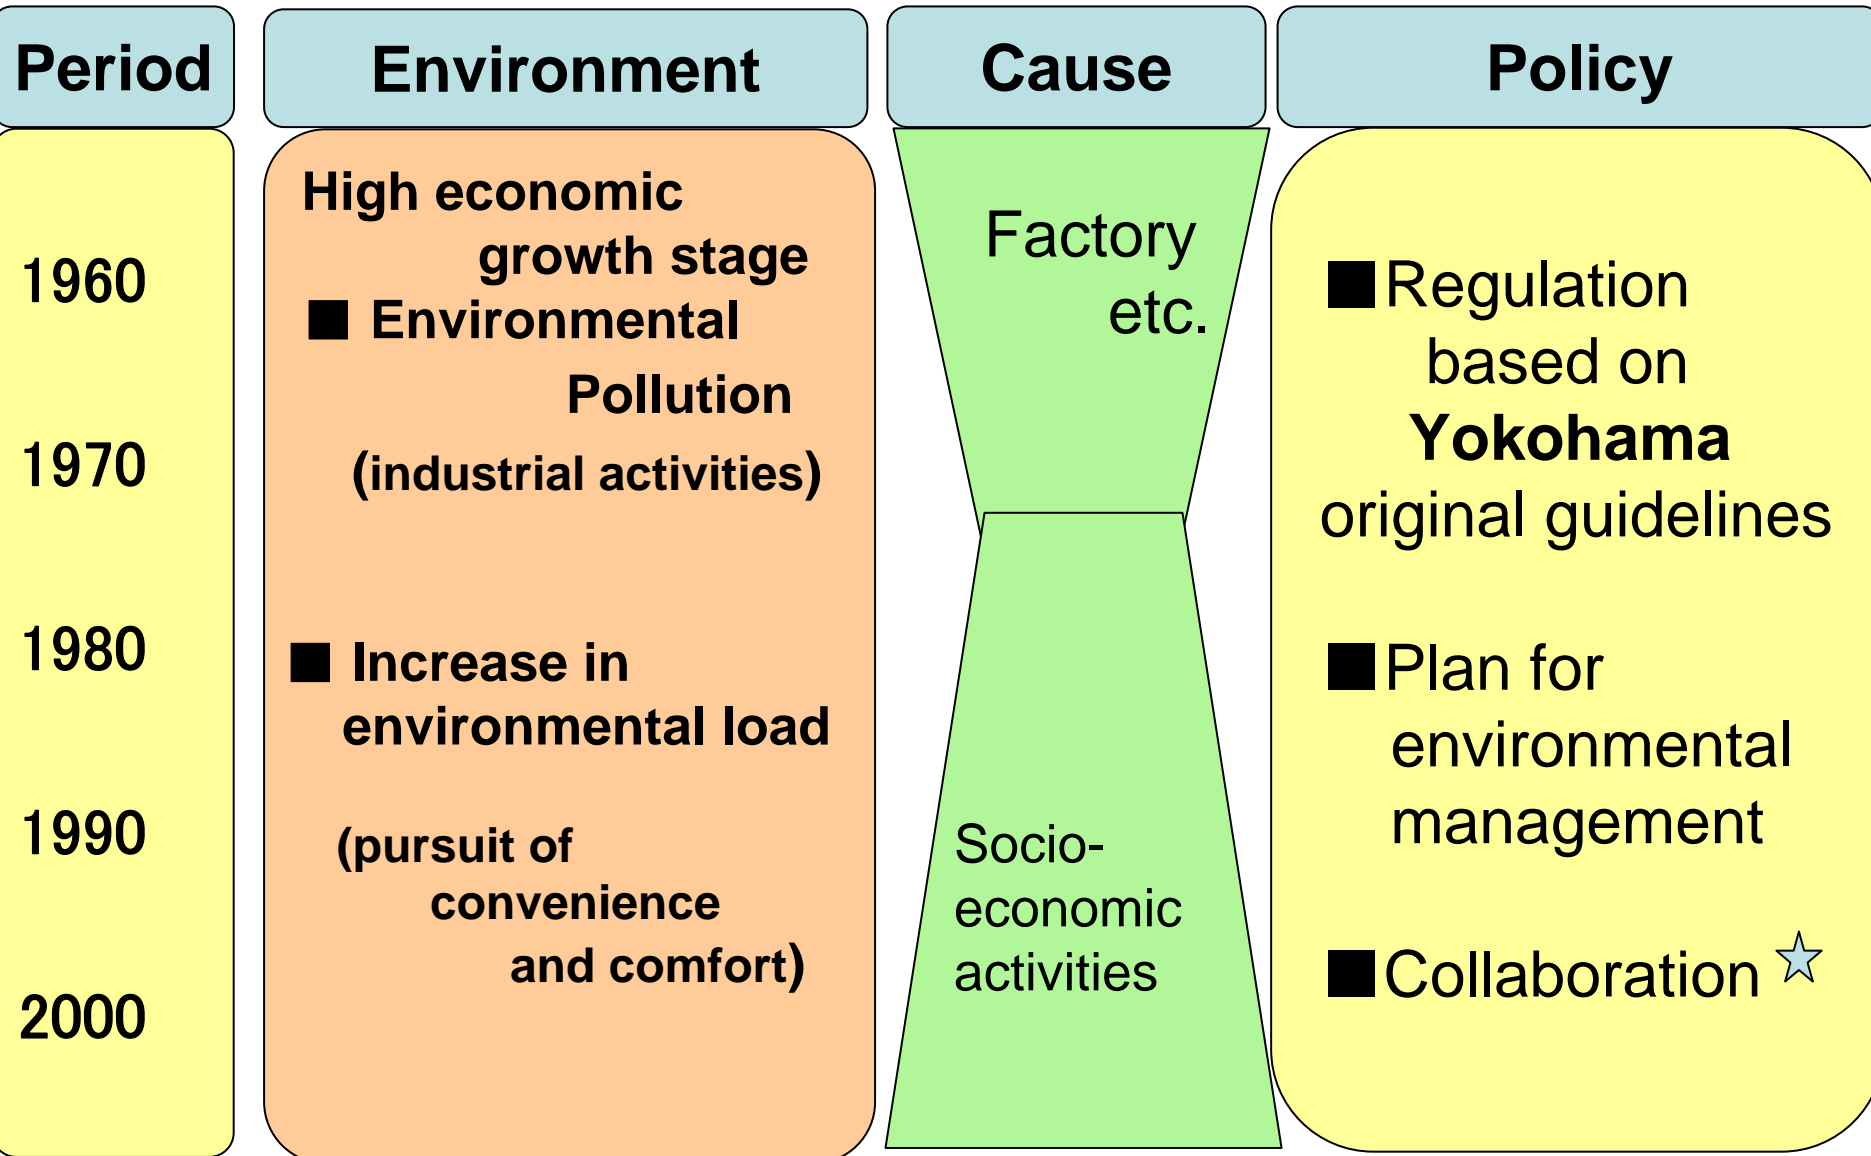 Period
Environment
Cause
Policy
1960
1970
1980
1990
2000
High economic
growth stage
■ Environmental
Pollution
(industrial activities)
■ Increase in
environmental load
(pursuit of
convenience
and comfort)
Factory
etc.
Socio-
economic
activities
■Regulation
based on
Yokohama
original guidelines
■Plan for
environmental
management
■Collaboration